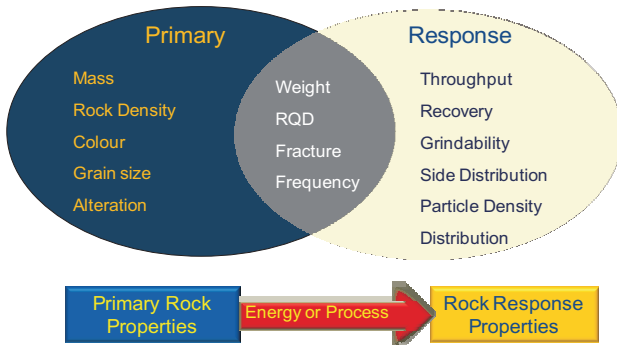 Primary
Mass
Rock Density
Colour
Grain size
Alteration
Weight
RQD
Fracture
Frequency
Response
Throughput
Recovery
Grindability
Side Distribution
Particle Density
Distribution
Primary Rock
Properties
Energy or Process
Rock Response
Properties